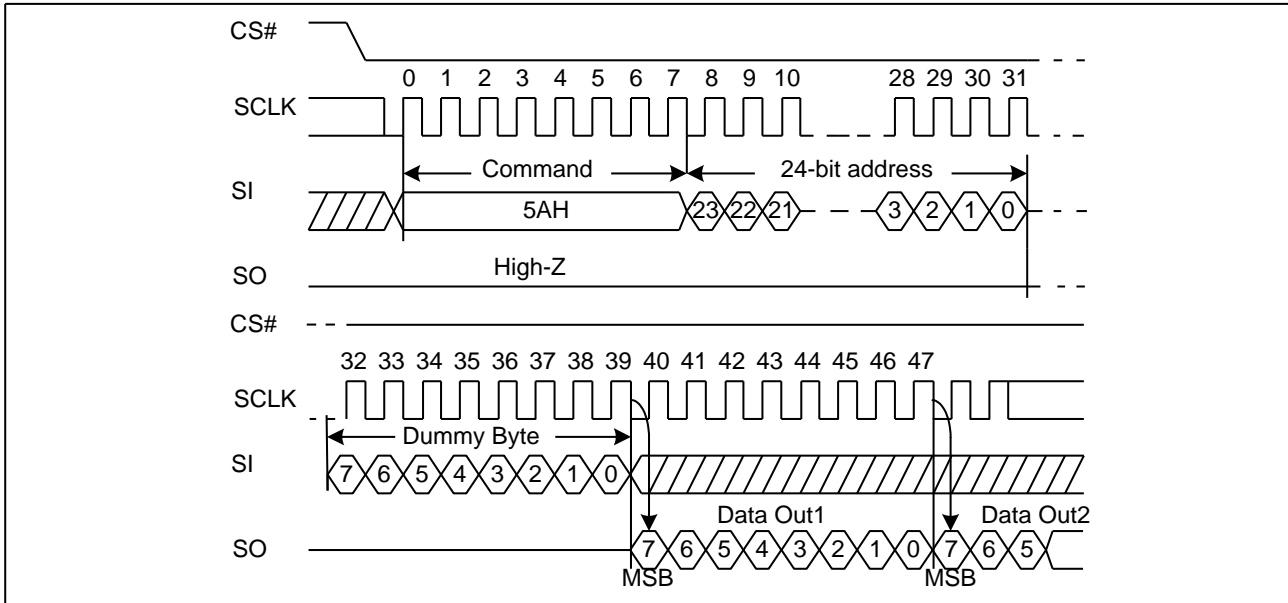 CS#
0 1 2 3 4 5 6 7 8 9 10 28 29 30 31
SCLK
Command 24-bit address
SI
5AH 23 22 21 3 2 1 0
High-Z
SO
CS#
32 33 34 35 36 37 38 39 40 41 42 43 44 45 46 47
SCLK
Dummy Byte
SI
7 6 5 4 3 2 1 0
Data Out1 Data Out2
SO
7 6 5 4 3 2 1 0 7 6 5
MSB MSB